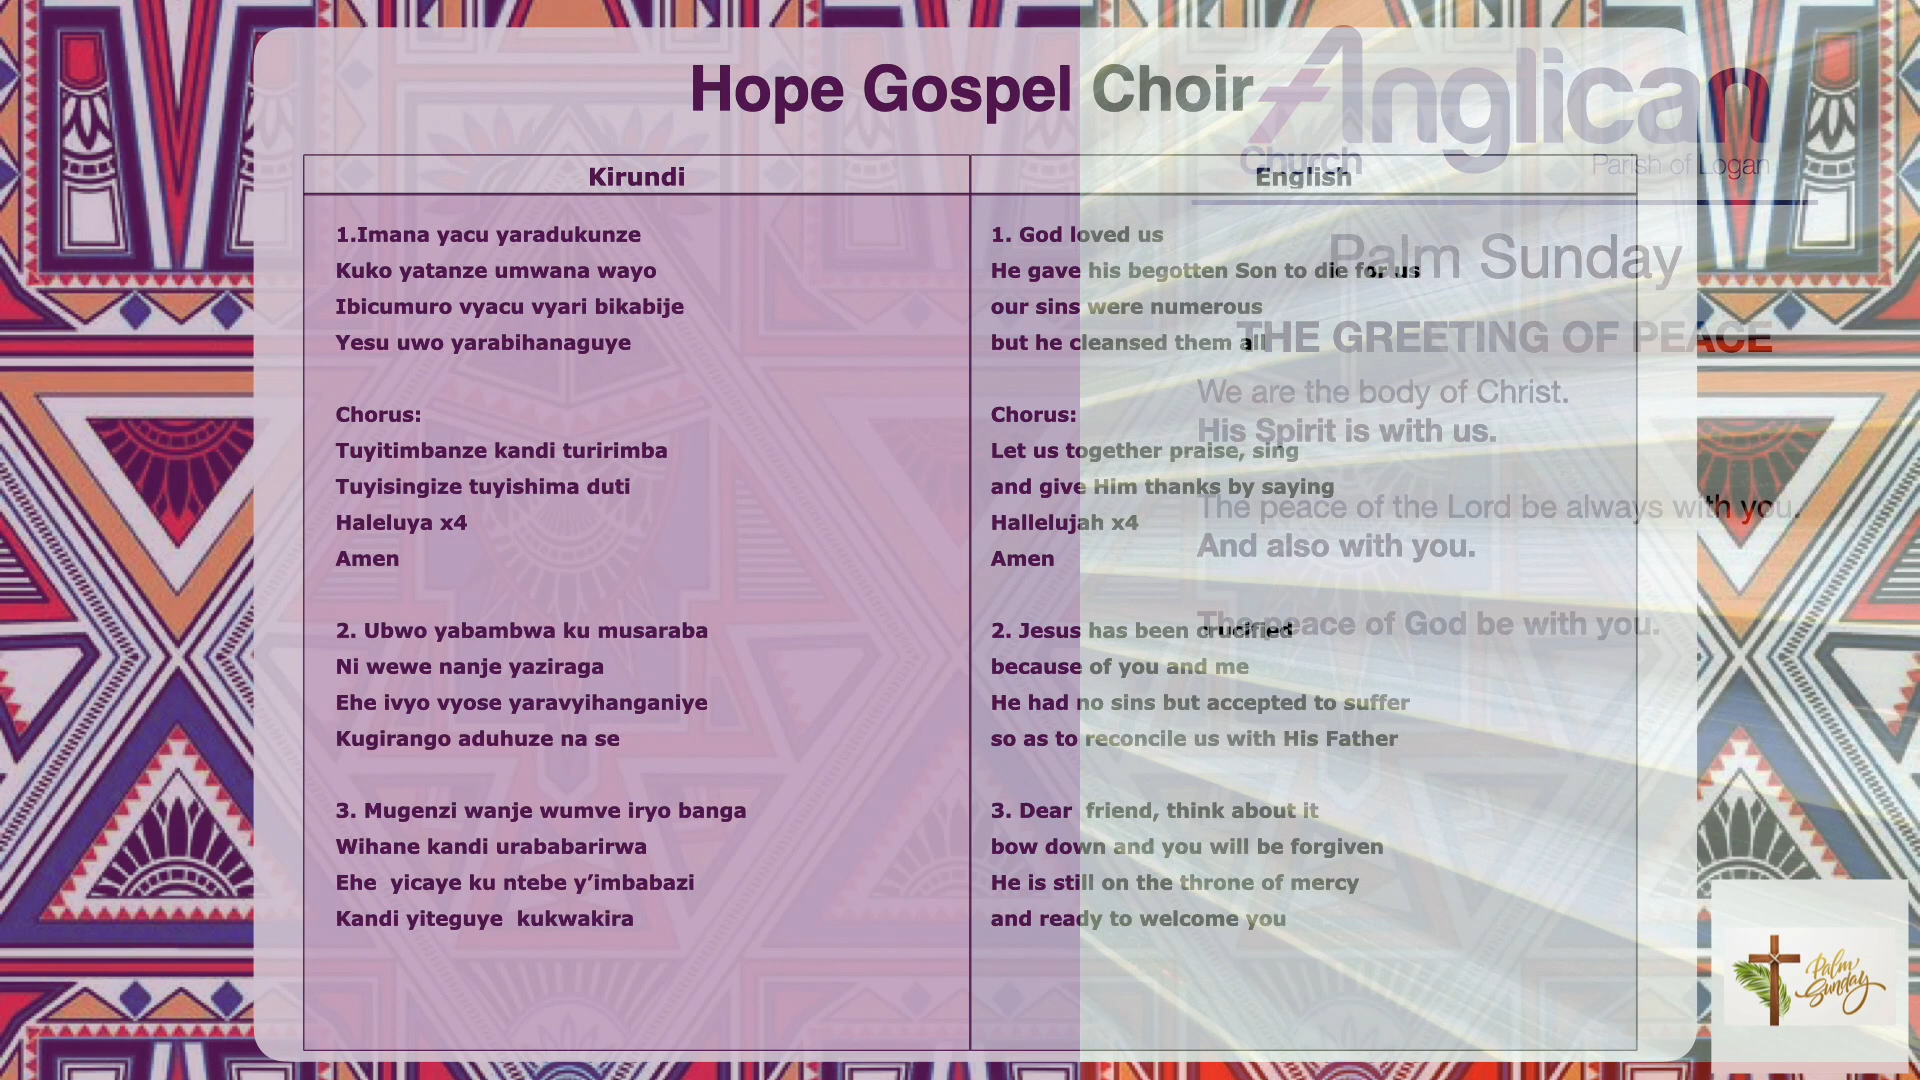 Hope Gospel Choir
Kirundi
1.Imana yacu yaradukunze
Kuko yatanze umwana wayo
Ibicumuro vyacu vyari bikabije
Yesu uwo yarabihanaguye
Chorus:
Tuyitimbanze kandi turirimba
Tuyisingize tuyishima duti
Haleluya x4
Amen
2. Ubwo yabambwa ku musaraba
Ni wewe nanje yaziraga
Ehe ivyo vyose yaravyihanganiye
Kugirango aduhuze na se
3. Mugenzi wanje wumve iryo banga
Wihane kandi urababarirwa
Ehe  yicaye ku ntebe y’imbabazi
Kandi yiteguye  kukwakira
English
1. God loved us
He gave his begotten Son to die for us
our sins were numerous
but he cleansed them all
Chorus:
Let us together praise, sing
and give Him thanks by saying
Hallelujah x4
Amen
2. Jesus has been crucified
because of you and me
He had no sins but accepted to suffer
so as to reconcile us with His Father
3. Dear  friend, think about it
bow down and you will be forgiven
He is still on the throne of mercy
and ready to welcome you
Anglican
Church
Parish of Logan
Palm Sunday
THE GREETING OF PEACE
We are the body of Christ.
His Spirit is with us.
The peace of the Lord be always with you.
And also with you.
The peace of God be with you.
Palm
Sunday